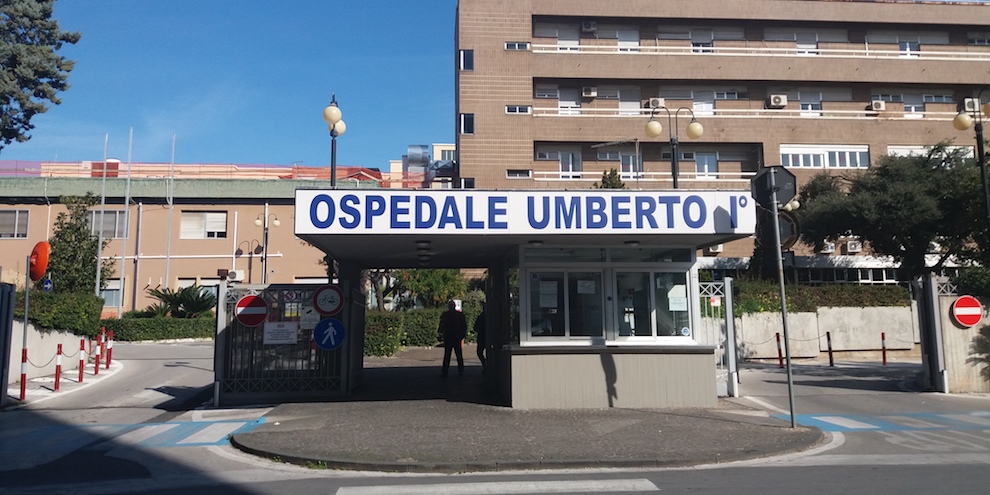 OSPEDALE UMBERTO I°